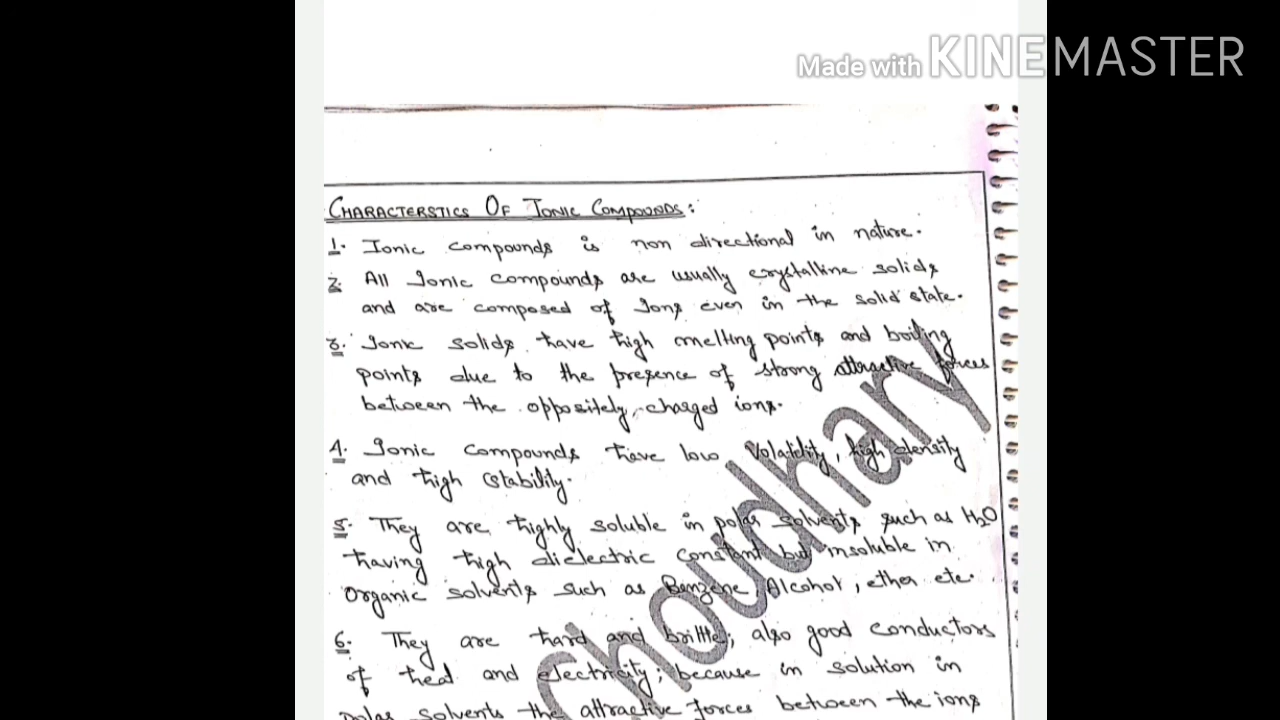 Made with KINEMASTER
CHARACTERSTICS OF IONIC COMPOUNDS:
1. Ionic compounds is non directional in nature.
2. All Ionic compounds are usually crystalline solids
and are composed of Ions even in the solid state.
3. Ionic solids have high melting points and boiling
points due to the presence of strong attractive forces
between the oppositely charged ions.
4. Ionic compounds have low volatility, high density
and high stability.
5. They are highly soluble in polar solvents such as H₂O
having high dielectric constant but insoluble in
organic solvents such as Benzene Alcohol, ether etc.
6. They are hard and brittle; also good conductors
of heat and electricity; because in solution in
polar solvents the attractive forces between the ions
Choudhary